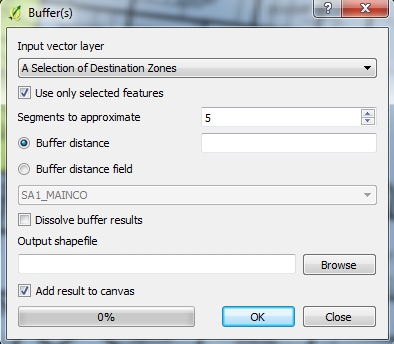 Buffer(s)
?
Input vector layer
A Selection of Destination Zones
Use only selected features
Segments to approximate 5
Buffer distance
Buffer distance field
SA1_MAINCO
Dissolve buffer results
Output shapefile
Browse
Add result to canvas
0% OK Close